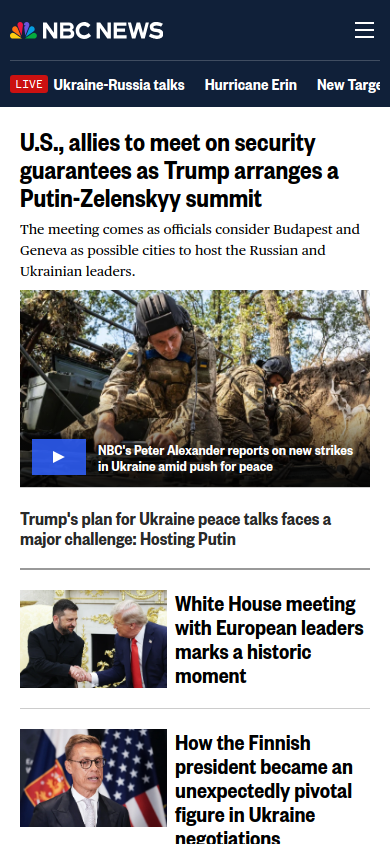 NBC NEWS
LIVE Ukraine-Russia talks Hurricane Erin New Targe
U.S., allies to meet on security
guarantees as Trump arranges a
Putin-Zelenskyy summit
The meeting comes as officials consider Budapest and
Geneva as possible cities to host the Russian and
Ukrainian leaders.
NBC's Peter Alexander reports on new strikes
in Ukraine amid push for peace
Trump's plan for Ukraine peace talks faces a
major challenge: Hosting Putin
White House meeting
with European leaders
marks a historic
moment
How the Finnish
president became an
unexpectedly pivotal
figure in Ukraine
negotiations